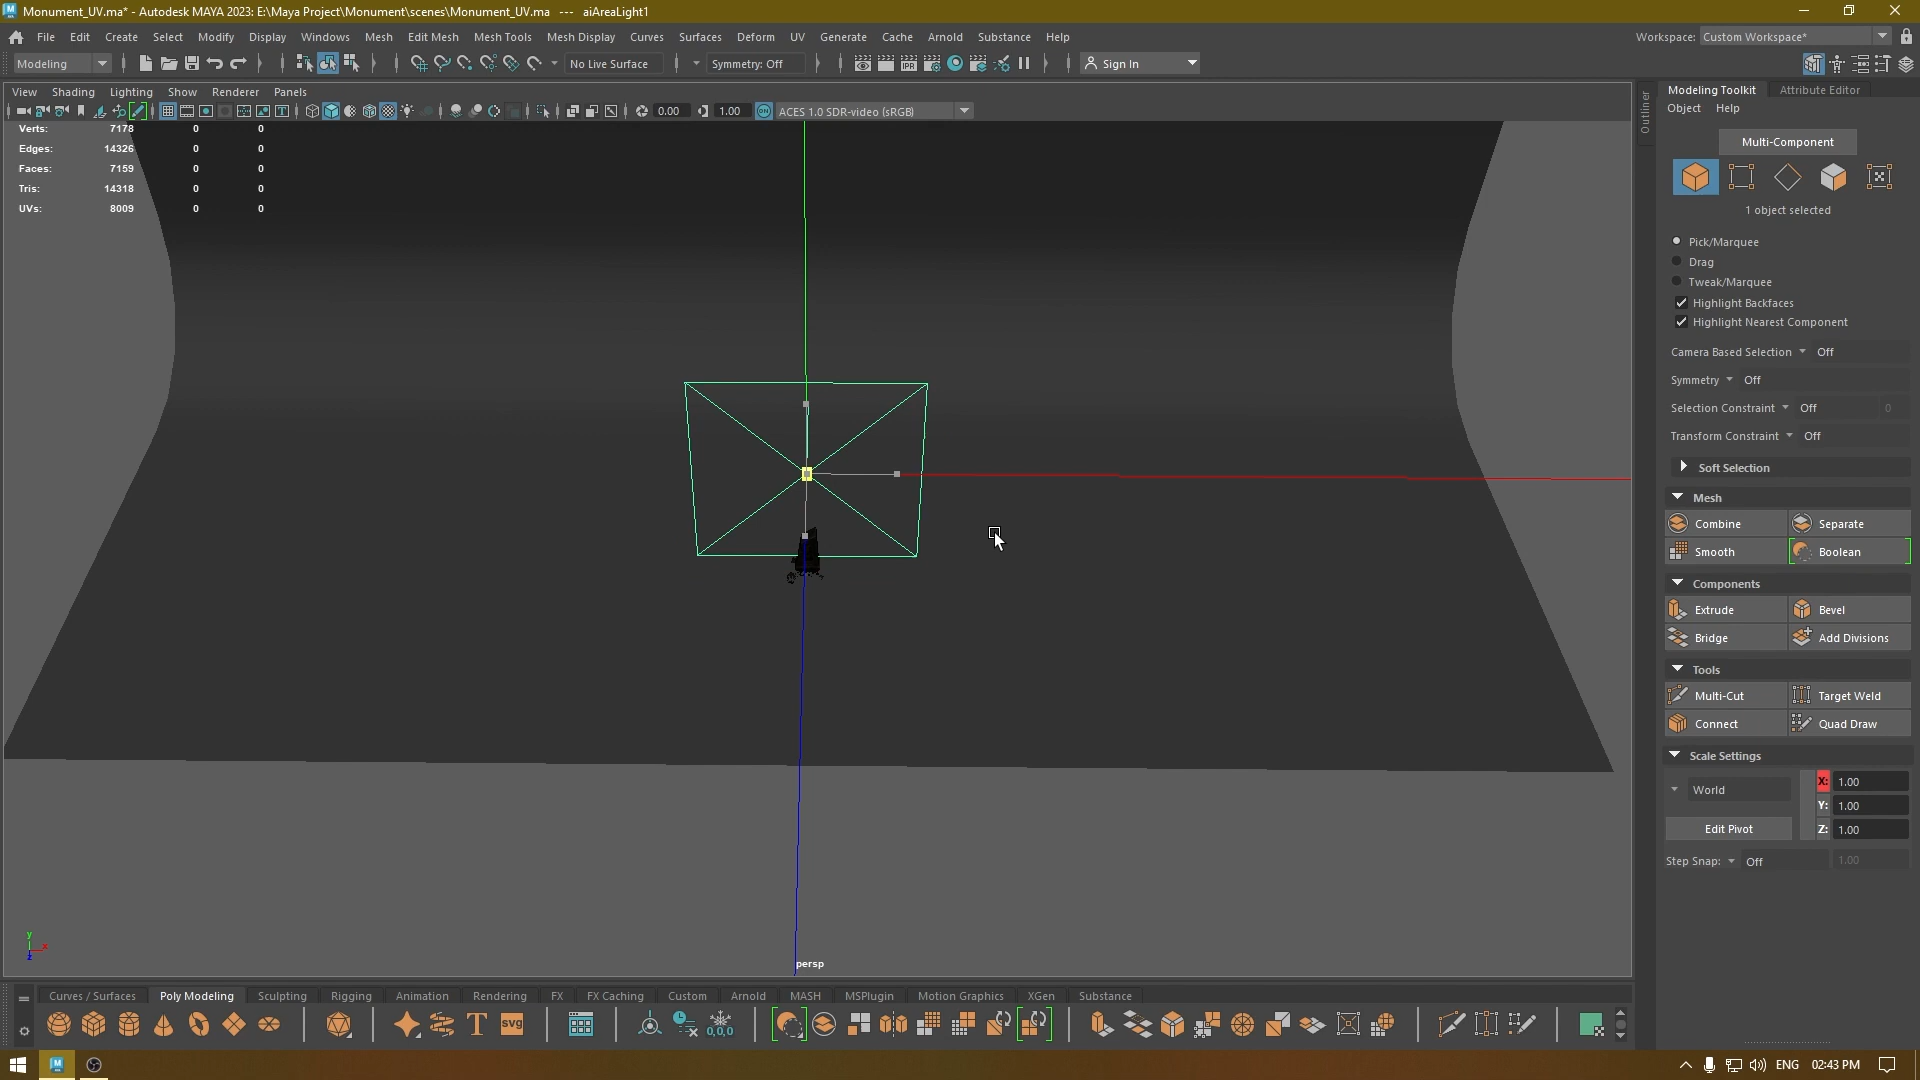 Monument_UV.ma* - Autodesk MAYA 2023: E:\Maya Project\Monument\scenes\Monument_UV.ma --- aiAreaLight1
File Edit Create Select Modify Display Windows Mesh Edit Mesh Mesh Tools Mesh Display Curves Surfaces Deform UV Generate Cache Arnold Substance Help Workspace: Custom Workspace*
Modeling No Live Surface Symmetry: Off IPR Sign In
View Shading Lighting Show Renderer Panels
0.00 1.00 ON ACES 1.0 SDR-video (sRGB)
Verts: 7178 0 0
Edges: 14326 0 0
Faces: 7159 0 0
Tris: 14318 0 0
UVs: 8009 0 0
y
x
z
persp
Outliner
Modeling Toolkit Attribute Editor
Object Help
Multi-Component
1 object selected
Pick/Marquee
Drag
Tweak/Marquee
Highlight Backfaces
Highlight Nearest Component
Camera Based Selection Off
Symmetry Off
Selection Constraint Off 0
Transform Constraint Off
Soft Selection
Mesh
Combine Separate
Smooth Boolean
Components
Extrude Bevel
Bridge Add Divisions
Tools
Multi-Cut Target Weld
Connect Quad Draw
Scale Settings
World X: 1.00
Y: 1.00
Edit Pivot Z: 1.00
Step Snap: Off 1.00
Curves / Surfaces Poly Modeling Sculpting Rigging Animation Rendering FX FX Caching Custom Arnold MASH MSPlugin Motion Graphics XGen Substance
T SVG 0,0,0
M ENG 02:43 PM